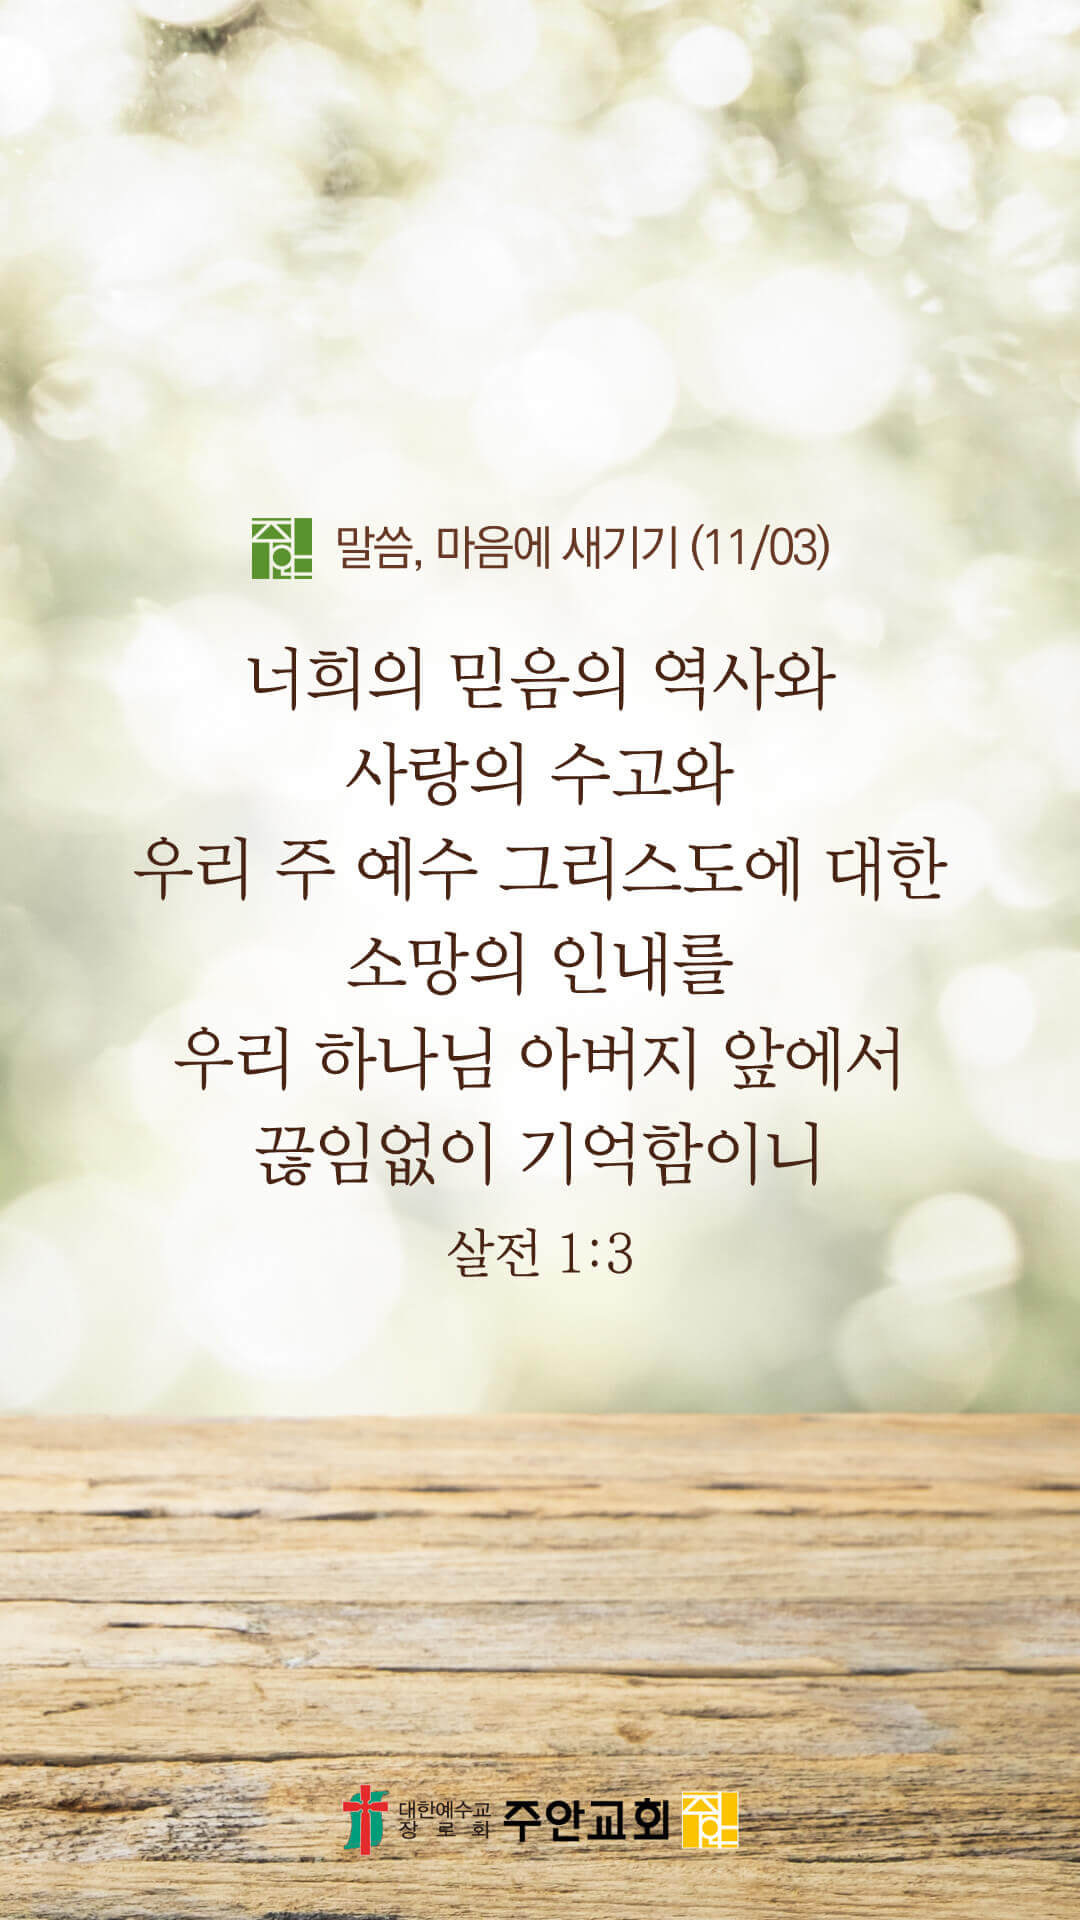 주안 말씀, 마음에 새기기 (11/03)
너희의 믿음의 역사와
사랑의 수고와
우리 주 예수 그리스도에 대한
소망의 인내를
우리 하나님 아버지 앞에서
끊임없이 기억함이니
살전 1:3
대한예수교
장로회
주안교회 주안